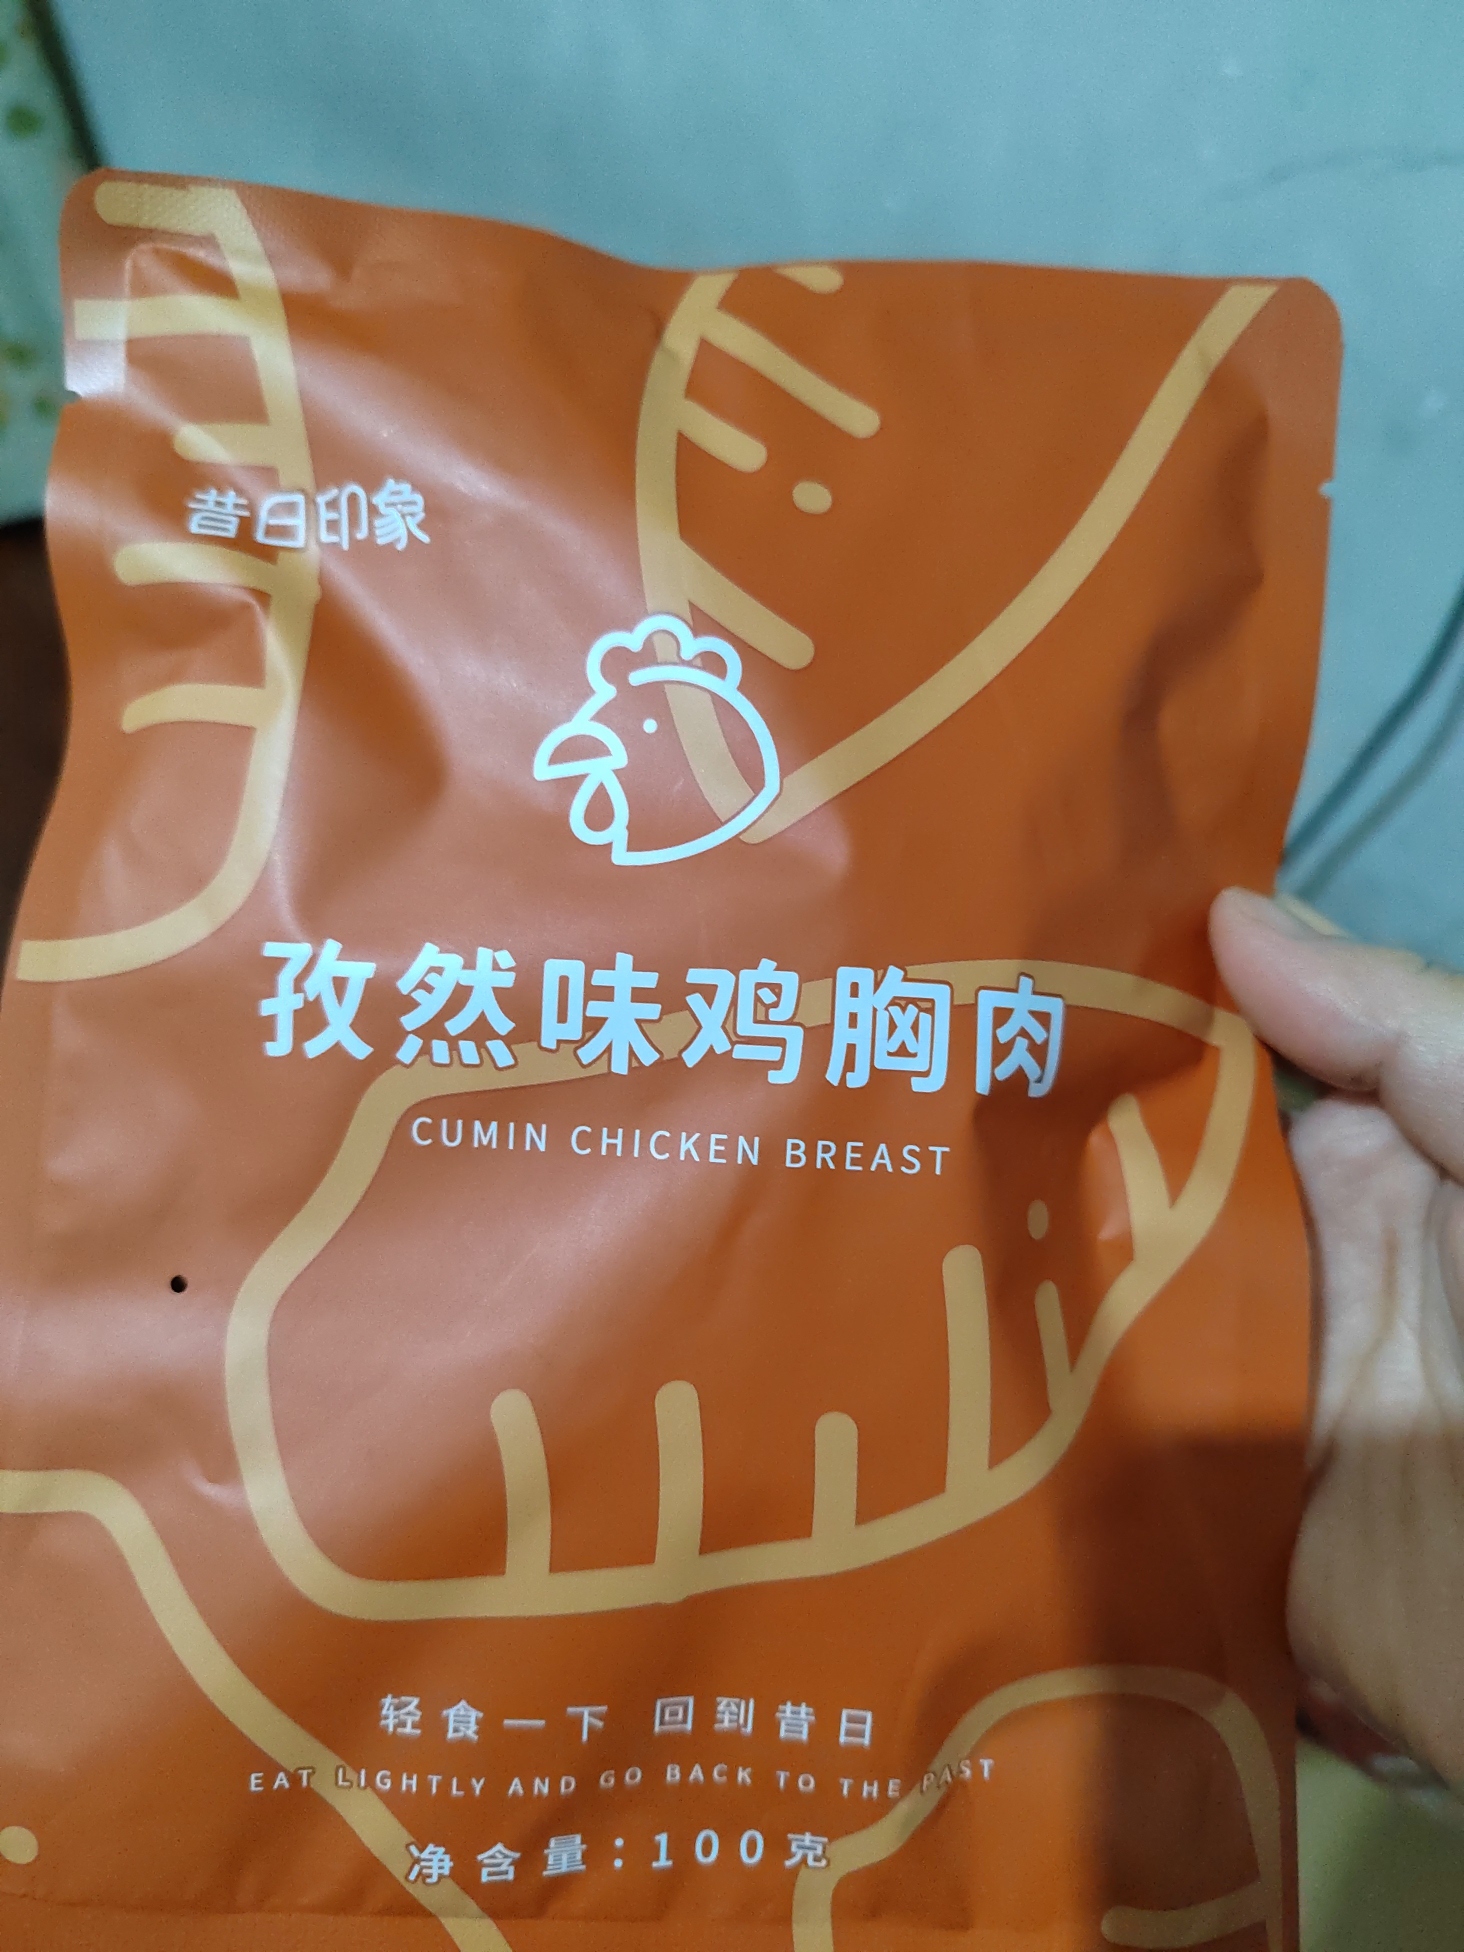 昔日印象
孜然味鸡胸肉
CUMIN CHICKEN BREAST
轻食一下 回到昔日
EAT LIGHTLY AND GO BACK TO THE PAST
净含量：100克